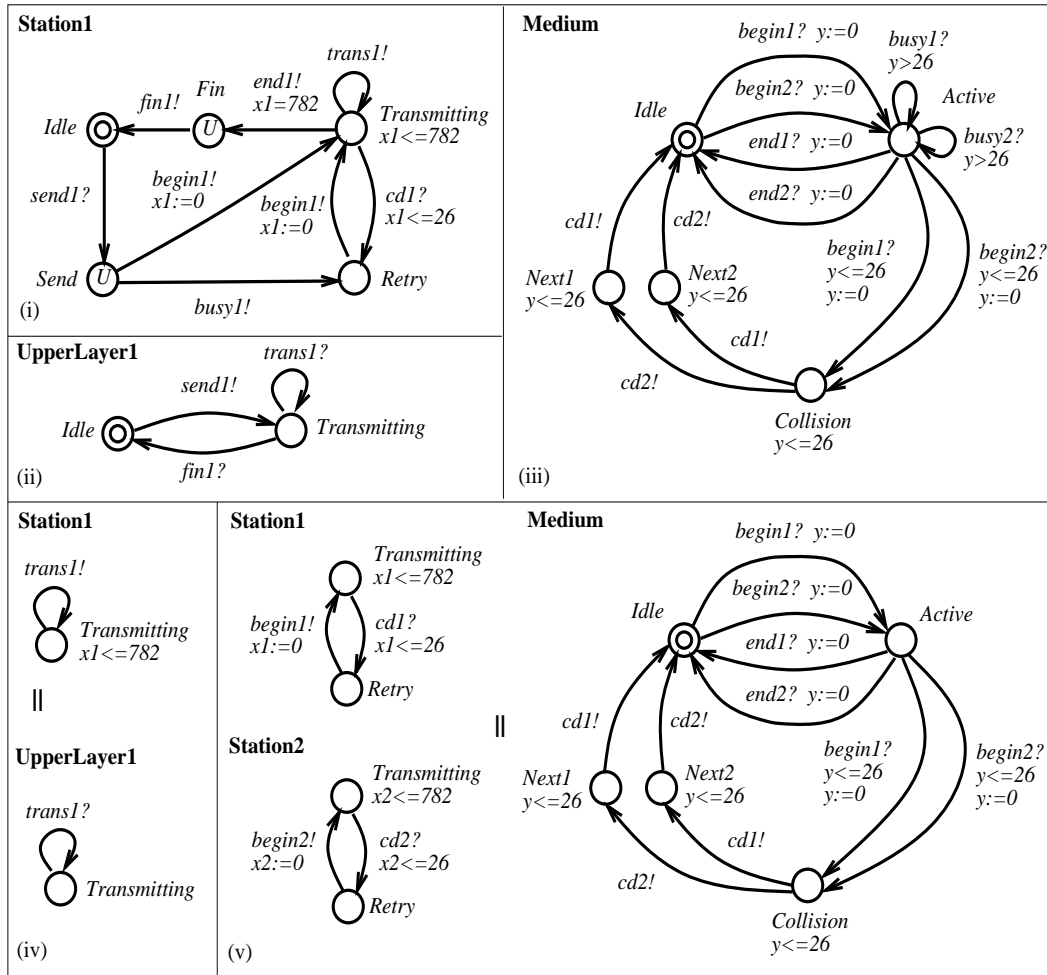 Station1
trans1!
Fin
end1!
x1=782
fin1!
Idle
U
Transmitting
x1<=782
send1?
begin1!
x1:=0
begin1!
x1:=0
cd1?
x1<=26
Send
U
Retry
busy1!
(i)
UpperLayer1
trans1?
send1!
Idle
Transmitting
fin1?
(ii)
Medium
begin1? y:=0
busy1?
y>26
begin2? y:=0
Active
Idle
end1? y:=0
busy2?
y>26
end2? y:=0
cd1!
cd2!
begin1?
y<=26
y:=0
begin2?
y<=26
y:=0
Next1
y<=26
Next2
y<=26
cd1!
cd2!
Collision
y<=26
(iii)
Station1
trans1!
Transmitting
x1<=782
||
UpperLayer1
trans1?
Transmitting
(iv)
Station1
Transmitting
x1<=782
begin1!
x1:=0
cd1?
x1<=26
Retry
Station2
Transmitting
x2<=782
begin2!
x2:=0
cd2?
x2<=26
Retry
(v)
||
Medium
begin1? y:=0
begin2? y:=0
Idle
Active
end1? y:=0
end2? y:=0
cd1!
cd2!
begin1?
y<=26
y:=0
begin2?
y<=26
y:=0
Next1
y<=26
Next2
y<=26
cd1!
cd2!
Collision
y<=26